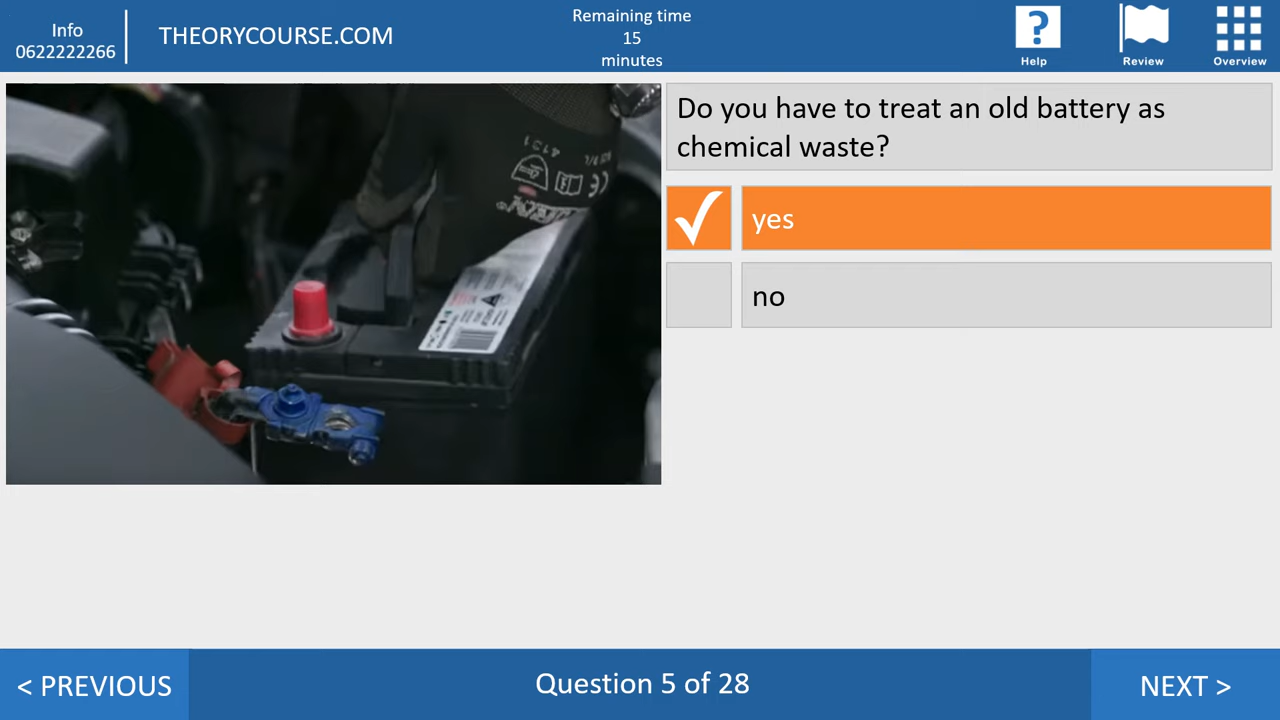 Info
0622222266
THEORYCOURSE.COM
Remaining time
15
minutes
Help
Review
Overview
Do you have to treat an old battery as
chemical waste?
yes
no
4131
< PREVIOUS
Question 5 of 28
NEXT >